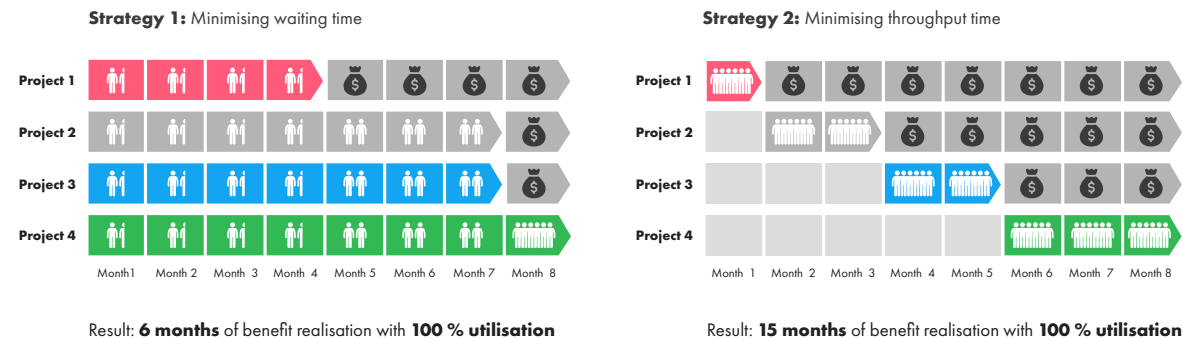 Strategy 1: Minimising waiting time
Project 1
$ $ $ $
Project 2
$
Project 3
$
Project 4
Month1 Month 2 Month 3 Month 4 Month 5 Month 6 Month 7 Month 8
Result: 6 months of benefit realisation with 100 % utilisation
Strategy 2: Minimising throughput time
Project 1
$ $ $ $ $ $ $
Project 2
$ $ $ $ $
Project 3
$ $ $
Project 4
Month 1 Month 2 Month 3 Month 4 Month 5 Month 6 Month 7 Month 8
Result: 15 months of benefit realisation with 100 % utilisation